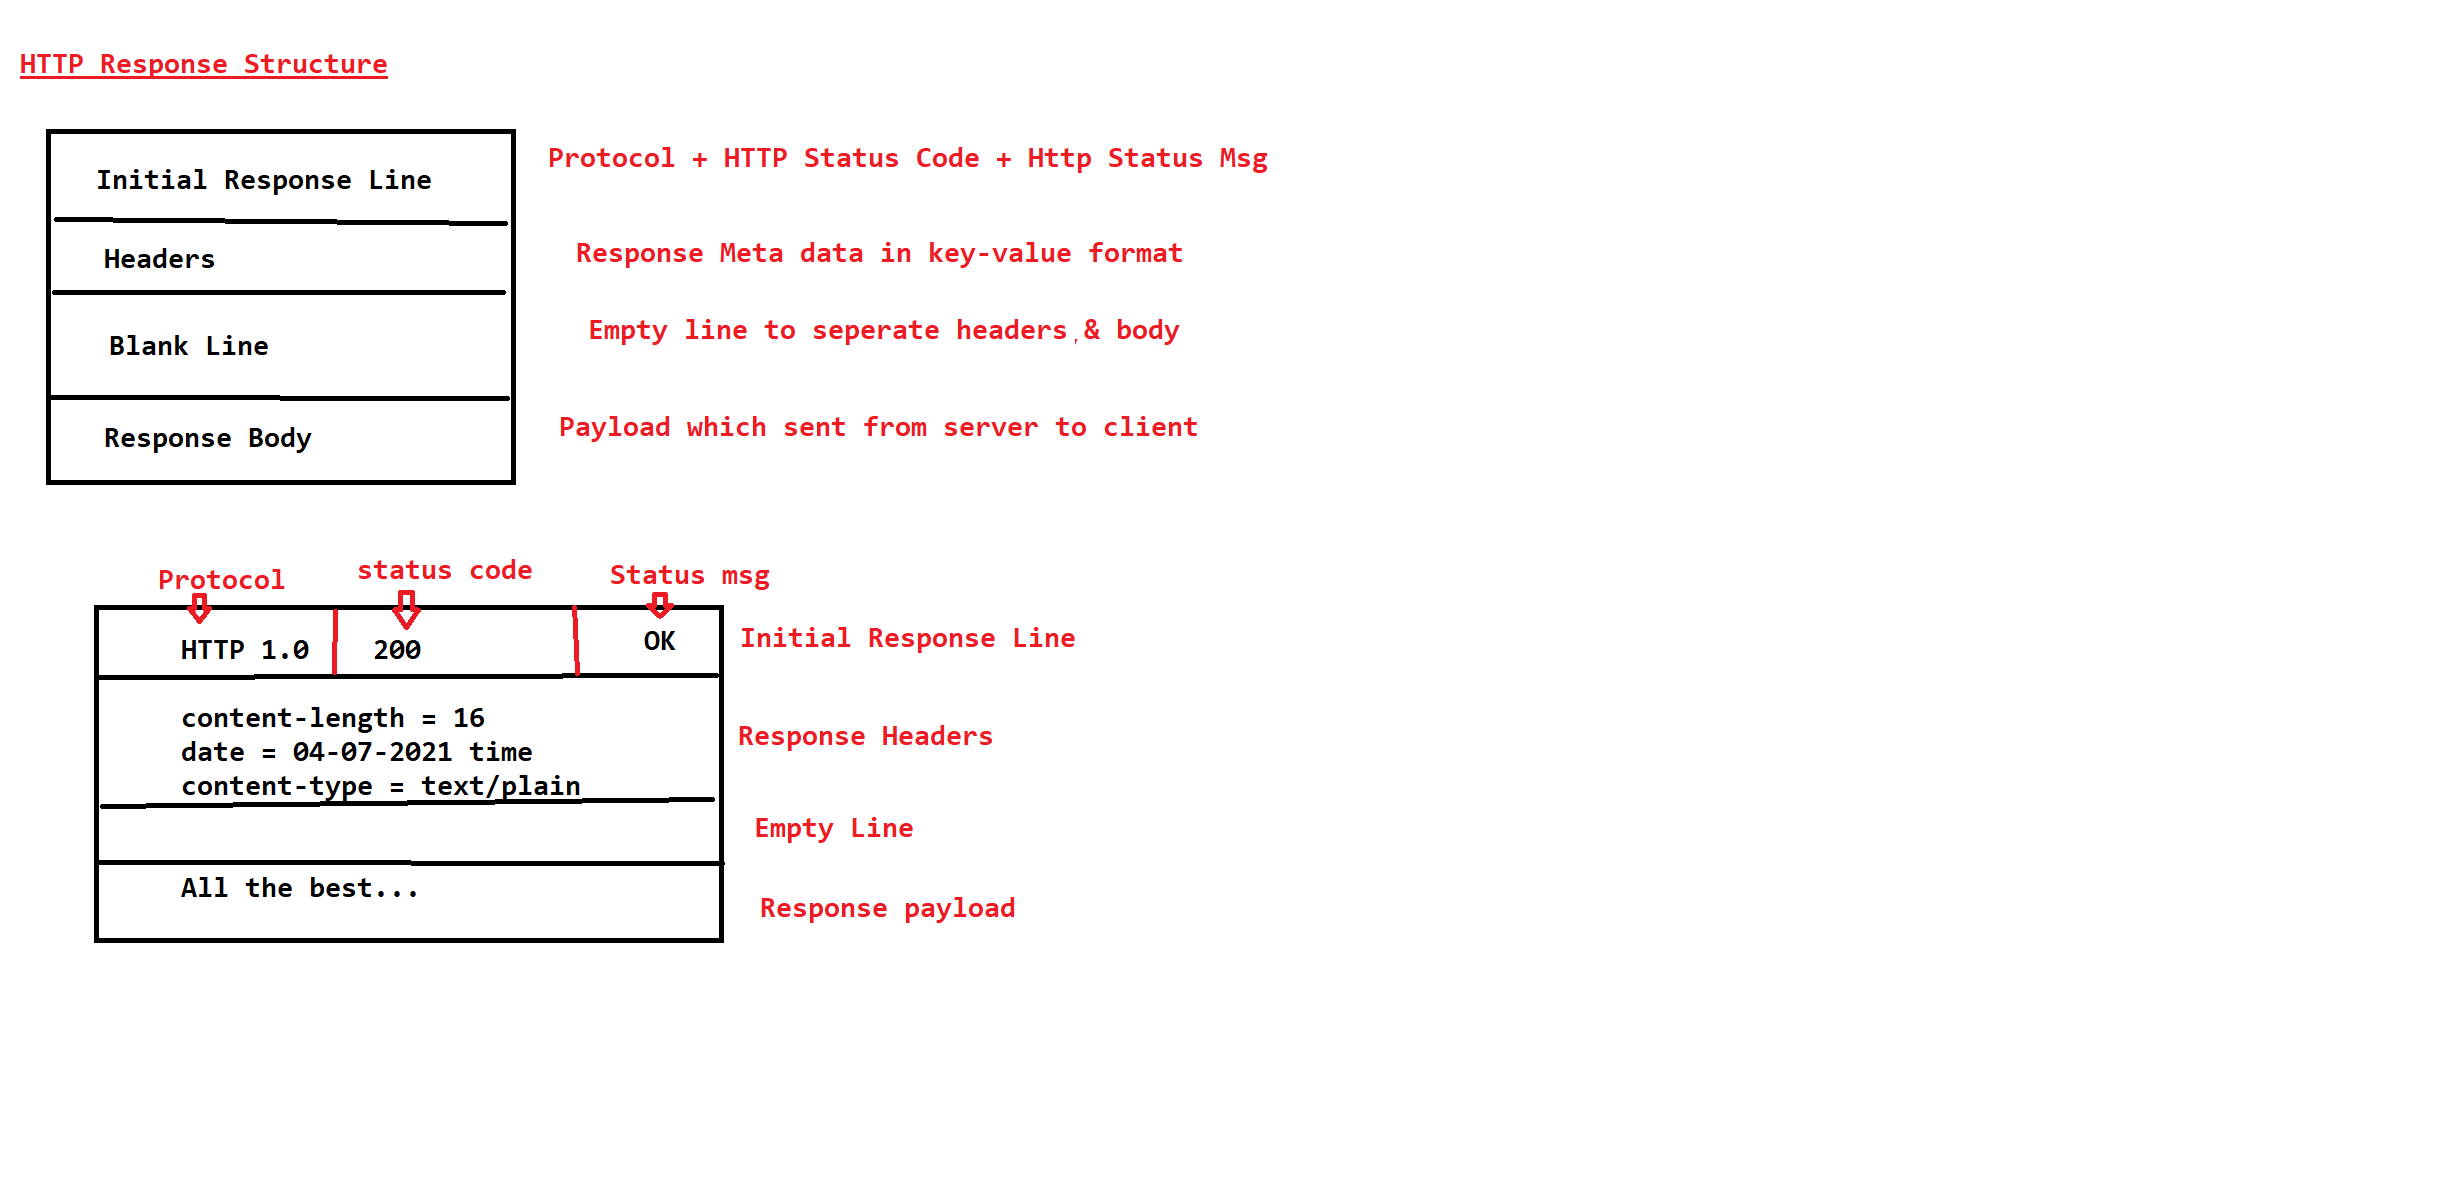 HTTP Response Structure
Initial Response Line
Protocol + HTTP Status Code + Http Status Msg
Headers
Response Meta data in key-value format
Blank Line
Empty line to seperate headers & body
Response Body
Payload which sent from server to client
Protocol
status code
Status msg
HTTP 1.0
200
OK
Initial Response Line
content-length = 16
date = 04-07-2021 time
content-type = text/plain
Response Headers
Empty Line
All the best...
Response payload